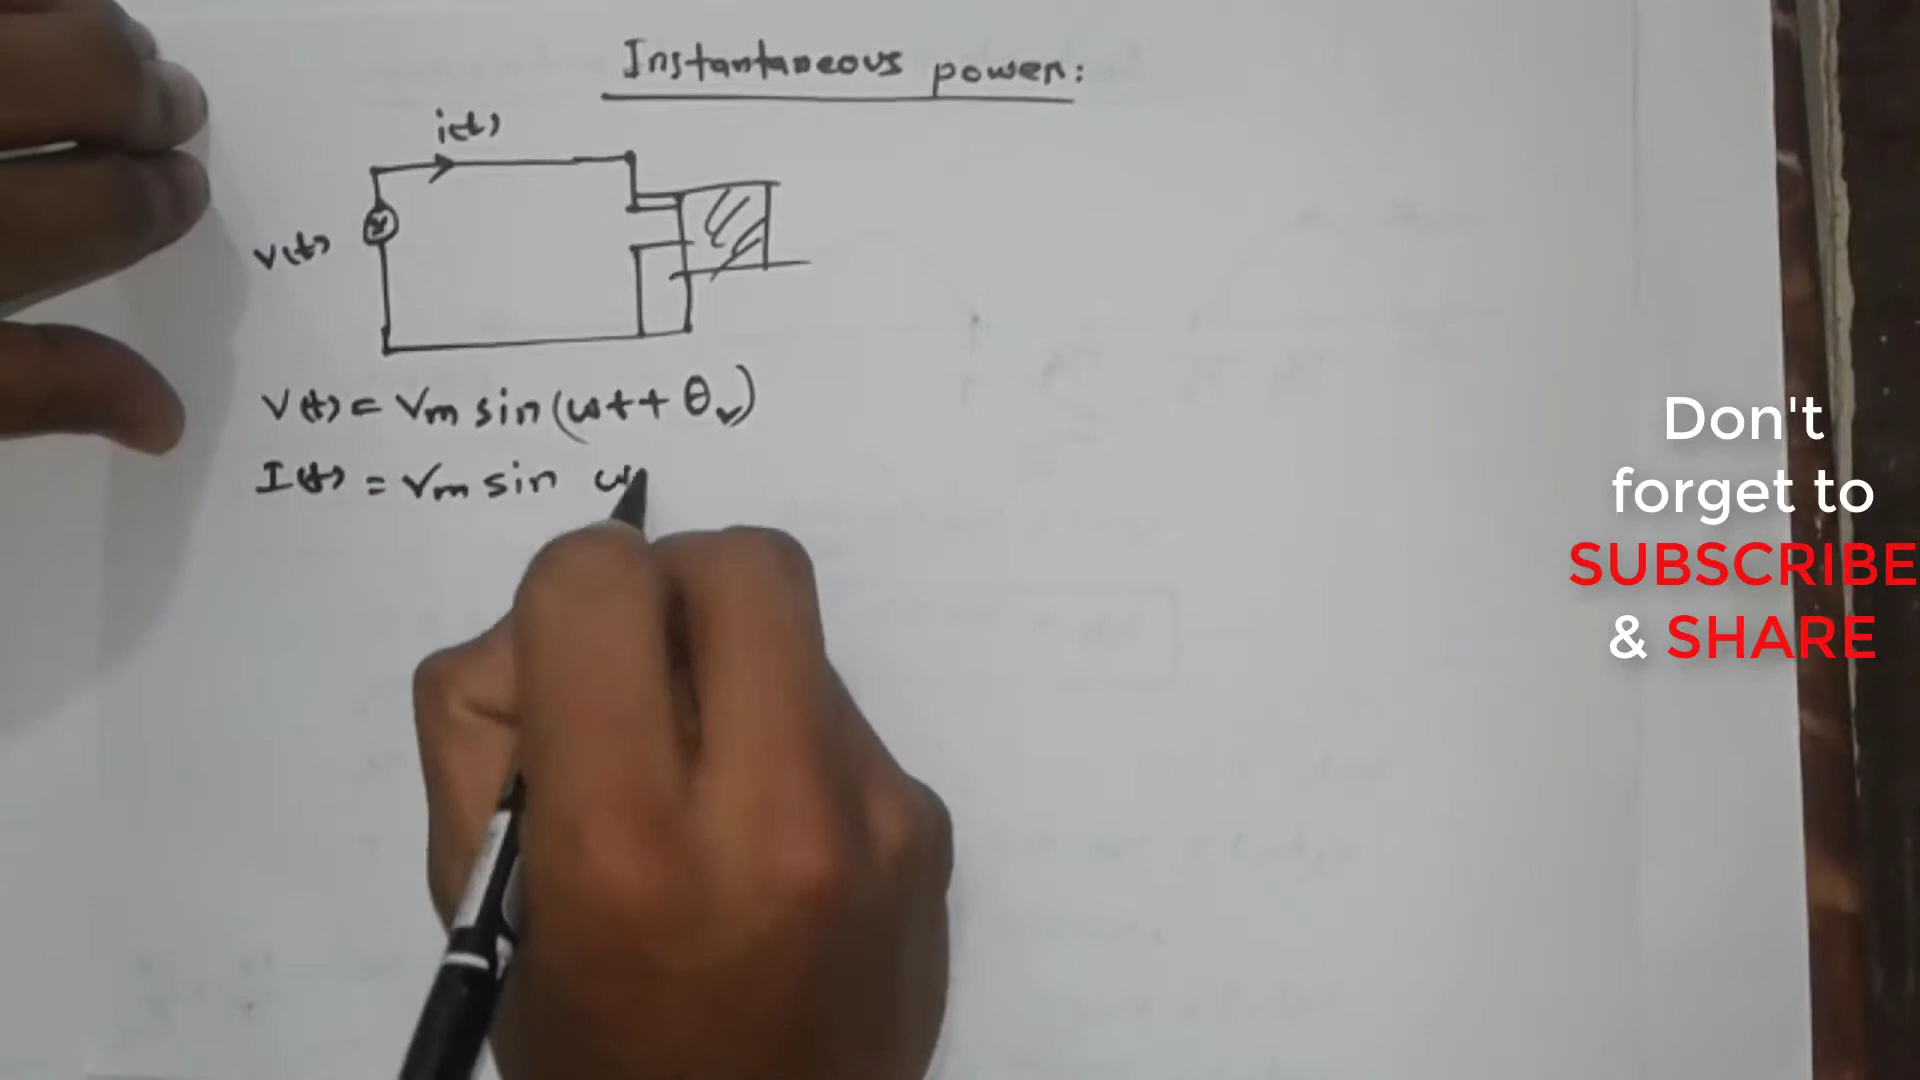 Instantaneous power:
i(t)
V(t)
V(t) = Vm sin(ωt + θv)
I(t) = Vm sin ω
Don't
forget to
SUBSCRIBE
& SHARE